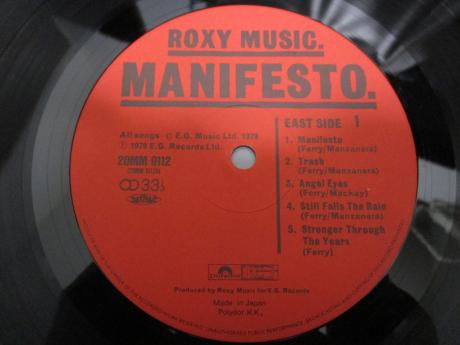 ROXY MUSIC.
MANIFESTO.
EAST SIDE 1
All songs © E.G. Music Ltd. 1979
Ⓟ 1979 E.G. Records Ltd.
20MM 9112
33⅓
1. Manifesto
(Ferry/Manzanera)
2. Trash
(Ferry/Manzanera)
3. Angel Eyes
(Ferry/Mackay)
4. Still Falls The Rain
(Ferry/Manzanera)
5. Stronger Through
The Years
(Ferry)
Polydor
Produced by Roxy Music for E.G. Records
Made in Japan
Polydor K.K.,